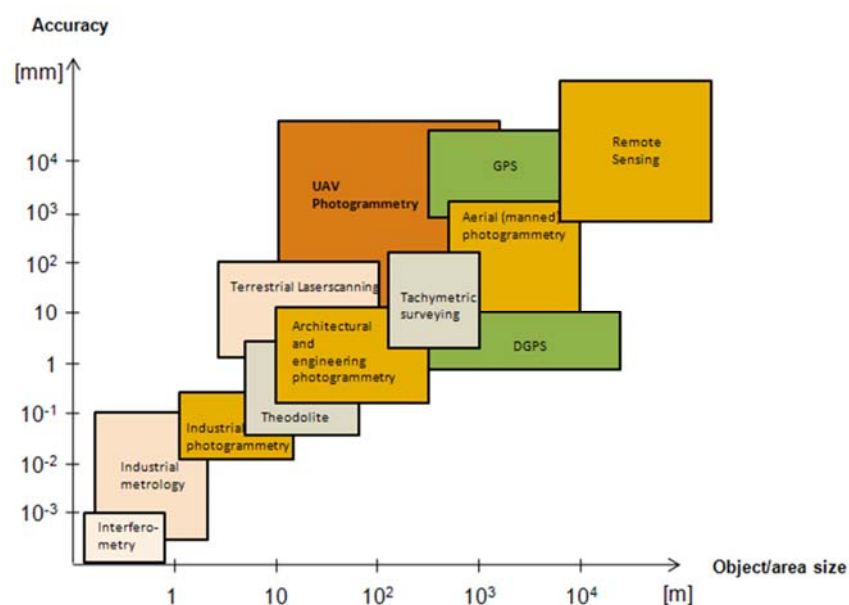 Accuracy
[mm]
10⁴
10³
10²
10
1
10⁻¹
10⁻²
10⁻³
Remote
Sensing
GPS
UAV
Photogrammetry
Aerial (manned)
photogrammetry
Terrestrial Laserscanning
Tachymetric
surveying
Architectural
and
engineering
photogrammetry
DGPS
Theodolite
Industrial
photogrammetry
Industrial
metrology
Interfero-
metry
1
10
10²
10³
10⁴
[m]
Object/area size